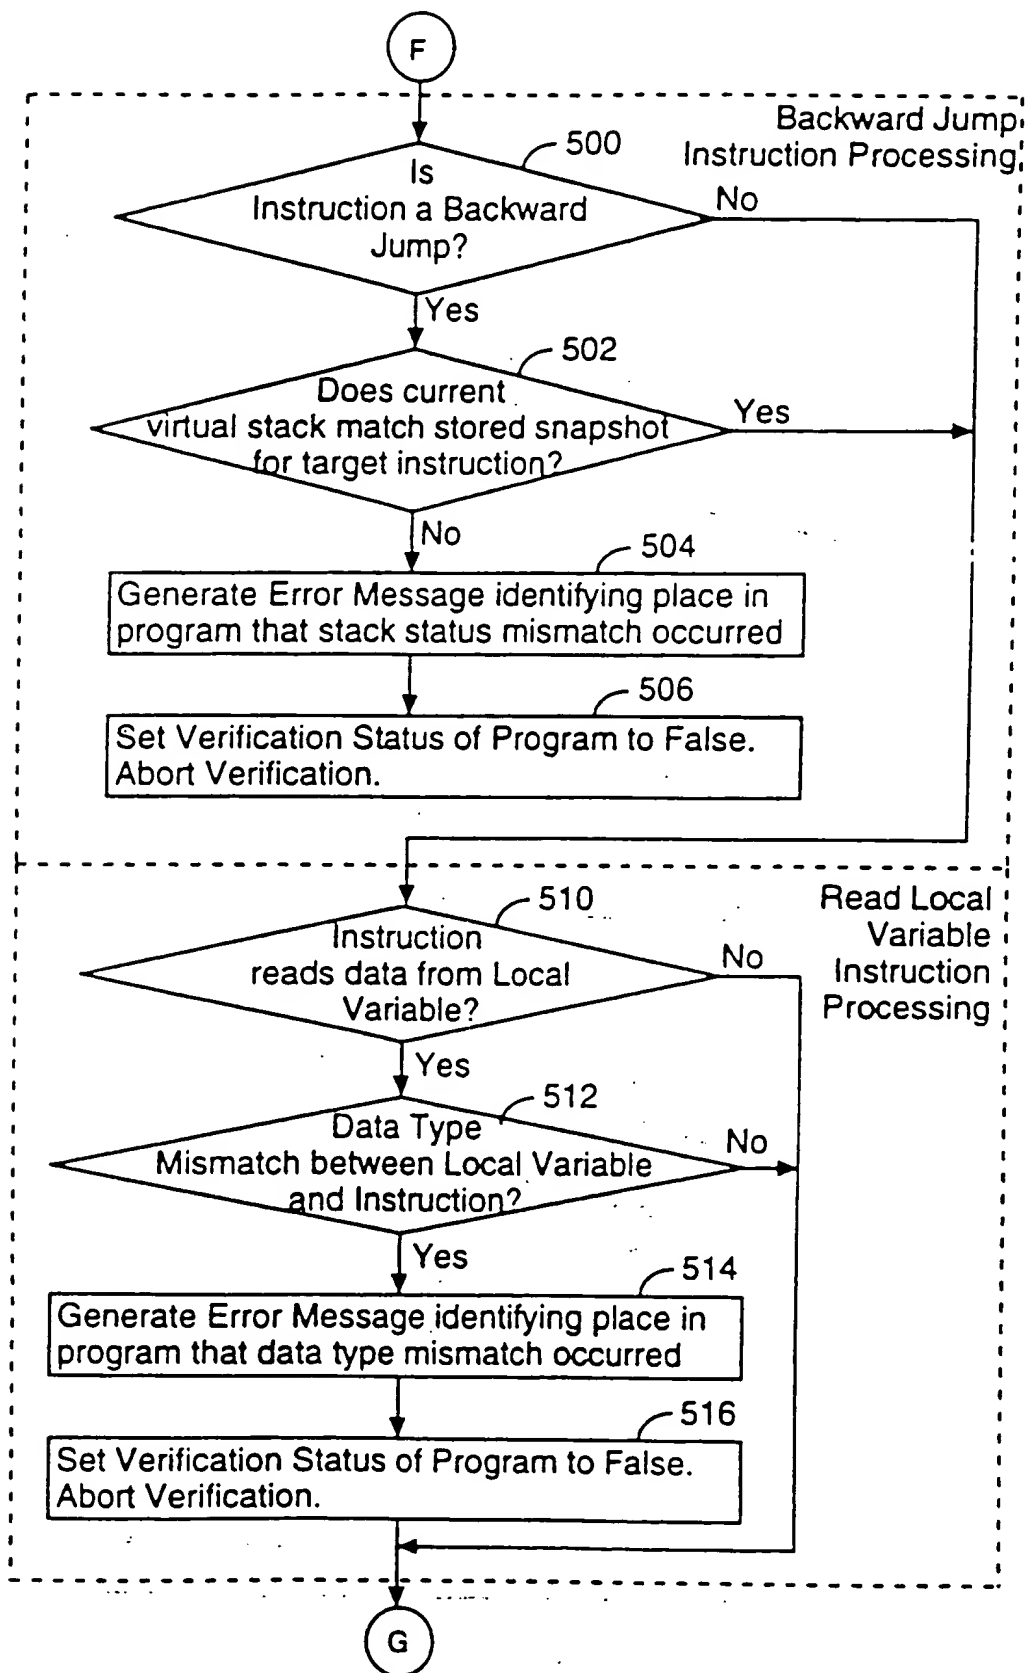 F
Backward Jump
Instruction Processing
500
Is
Instruction a Backward
Jump?
No
Yes
502
Does current
virtual stack match stored snapshot
for target instruction?
Yes
No
504
Generate Error Message identifying place in
program that stack status mismatch occurred
506
Set Verification Status of Program to False.
Abort Verification.
Read Local
Variable
Instruction
Processing
510
Instruction
reads data from Local
Variable?
No
Yes
512
Data Type
Mismatch between Local Variable
and Instruction?
No
Yes
514
Generate Error Message identifying place in
program that data type mismatch occurred
516
Set Verification Status of Program to False.
Abort Verification.
G